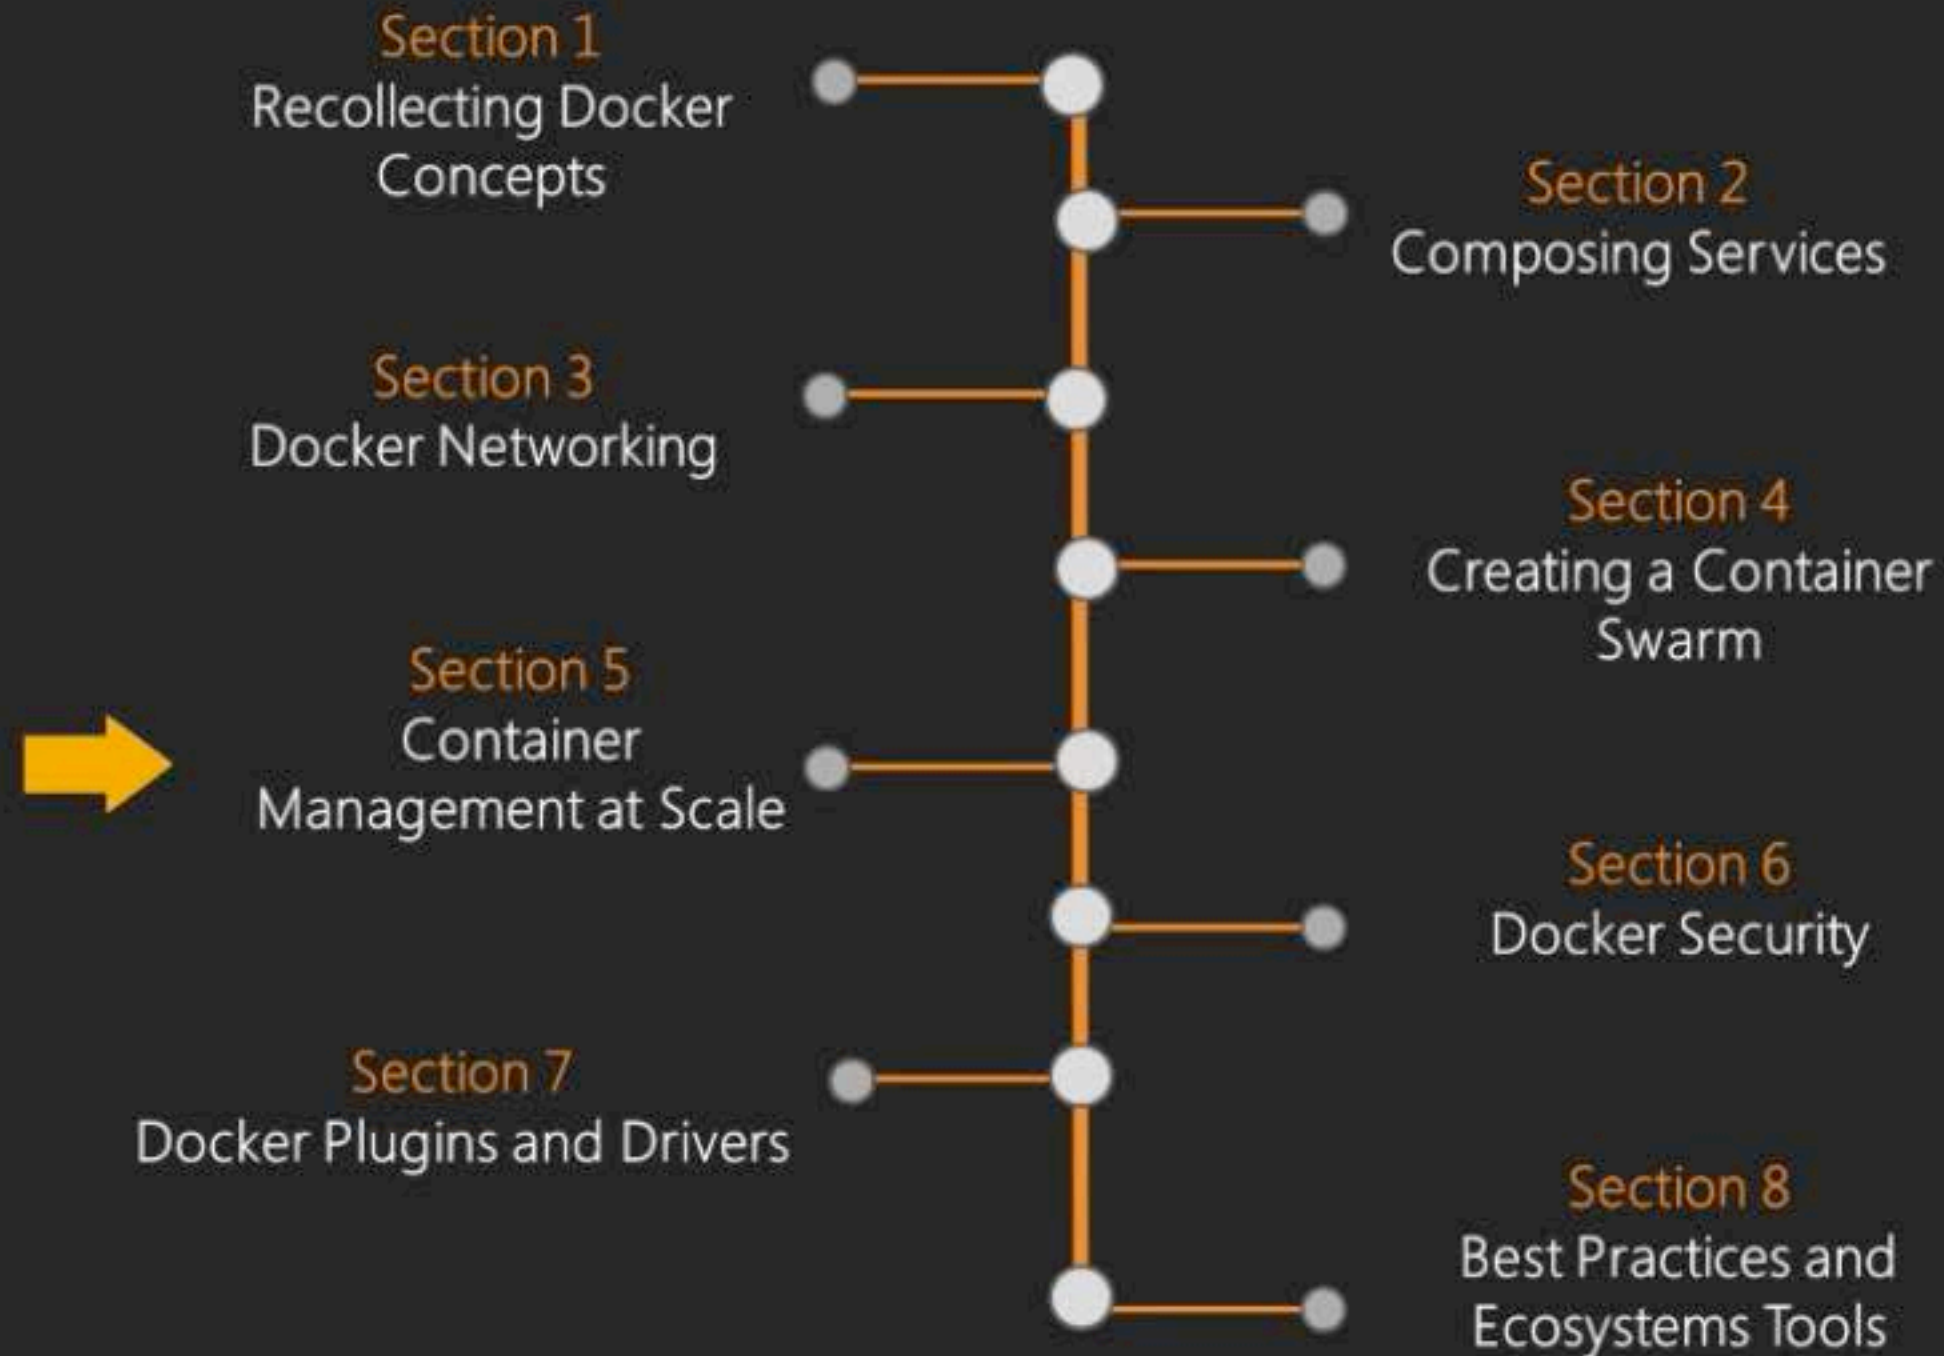 Section 1
Recollecting Docker
Concepts
Section 2
Composing Services
Section 3
Docker Networking
Section 4
Creating a Container
Swarm
Section 5
Container
Management at Scale
Section 6
Docker Security
Section 7
Docker Plugins and Drivers
Section 8
Best Practices and
Ecosystems Tools